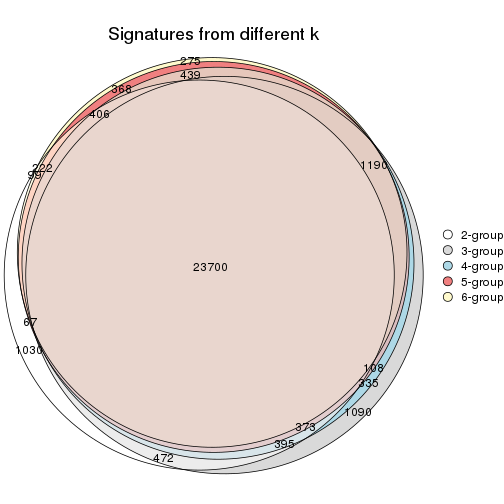 Signatures from different k
275
439
368
406
222
99
1190
23700
67
1030
108
335
1090
373
395
472
2-group
3-group
4-group
5-group
6-group